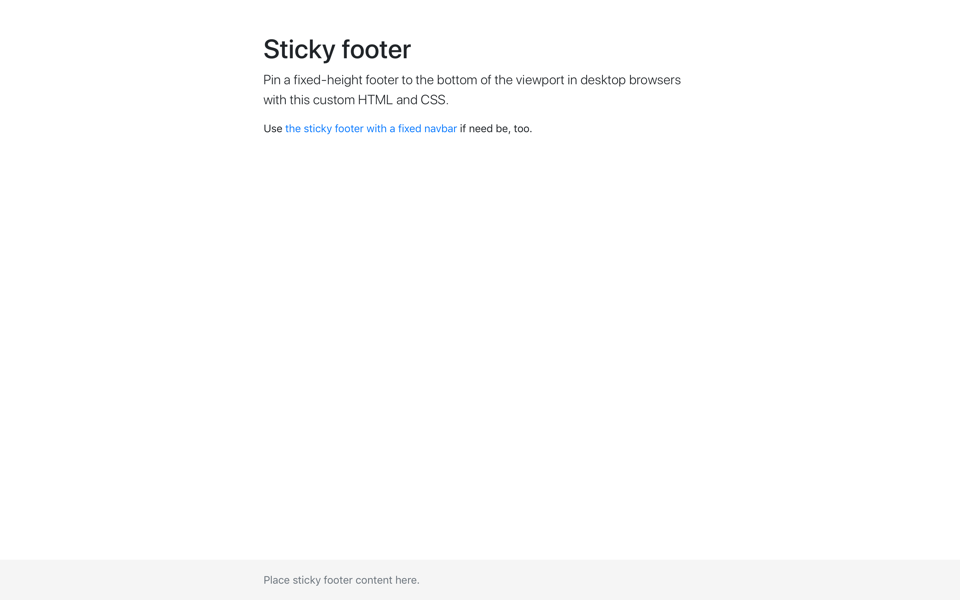 Sticky footer
Pin a fixed-height footer to the bottom of the viewport in desktop browsers
with this custom HTML and CSS.
Use the sticky footer with a fixed navbar if need be, too.
Place sticky footer content here.